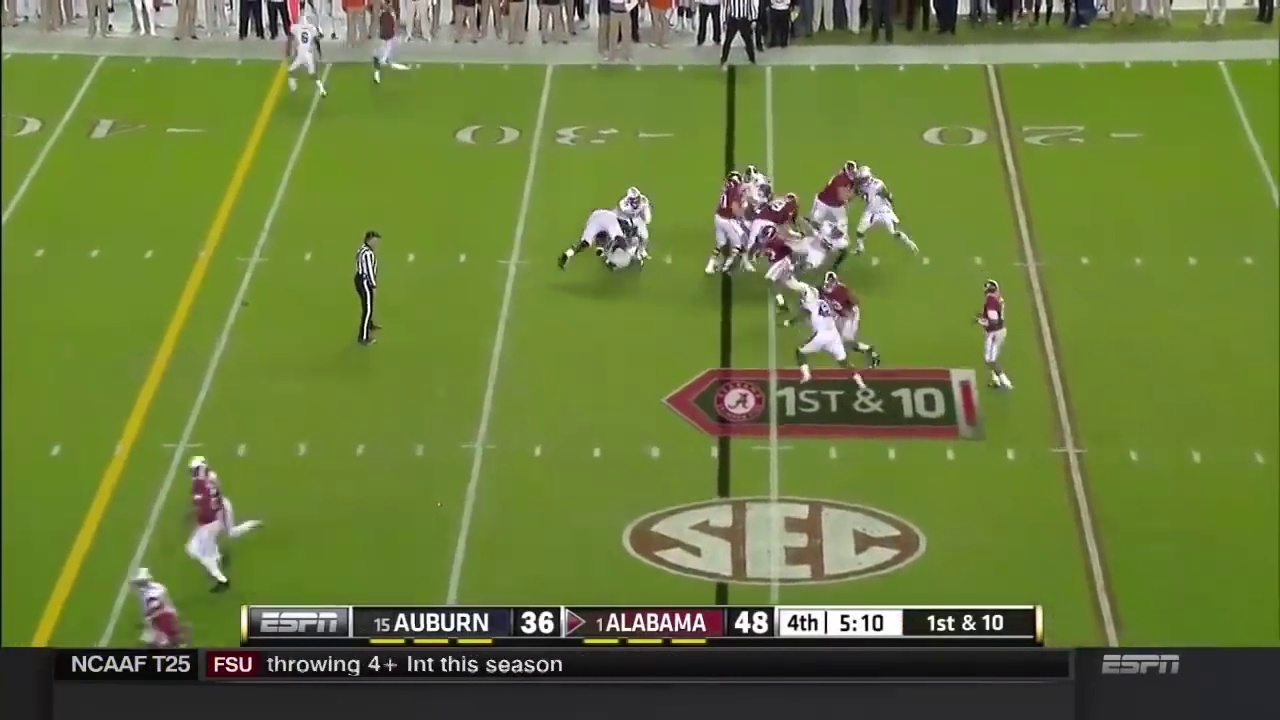 40 -
30 -
20 -
A 1ST & 10
SEC
ESPN 15 AUBURN 36 1 ALABAMA 48 4th 5:10 1st & 10
NCAAF T25 FSU throwing 4+ Int this season ESPN